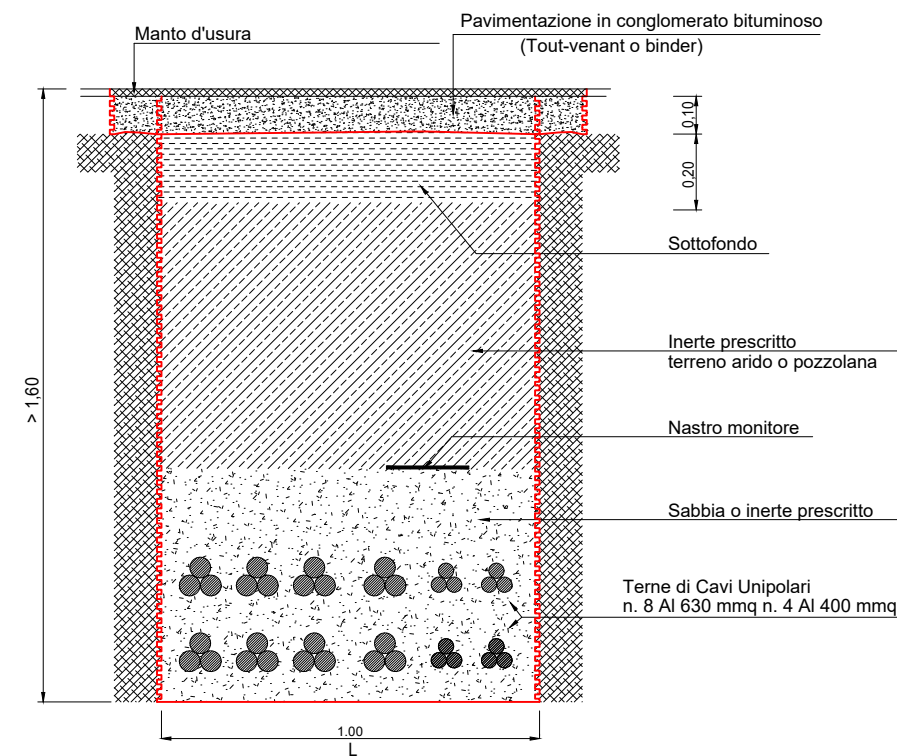 Pavimentazione in conglomerato bituminoso
(Tout-venant o binder)
Manto d'usura
0.10
0,20
Sottofondo
Inerte prescritto
terreno arido o pozzolana
> 1,60
Nastro monitore
Sabbia o inerte prescritto
Terne di Cavi Unipolari
n. 8 Al 630 mmq n. 4 Al 400 mmq
1.00
L